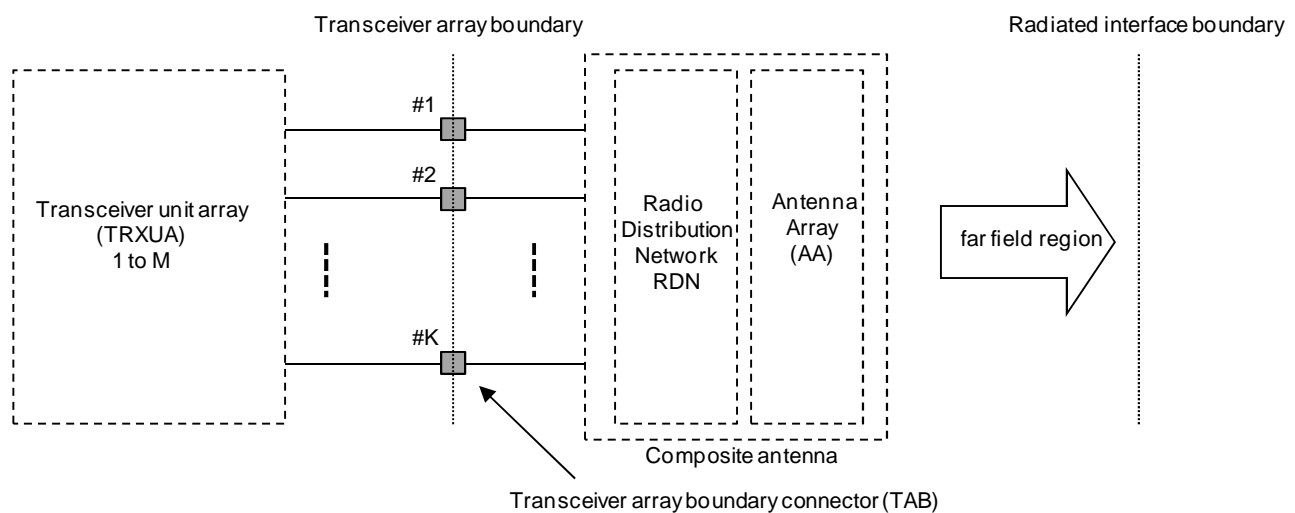 Transceiver array boundary
Radiated interface boundary
#1
#2
#K
Transceiver unit array
(TRXUA)
1 to M
Radio
Distribution
Network
RDN
Antenna
Array
(AA)
far field region
Composite antenna
Transceiver array boundary connector (TAB)